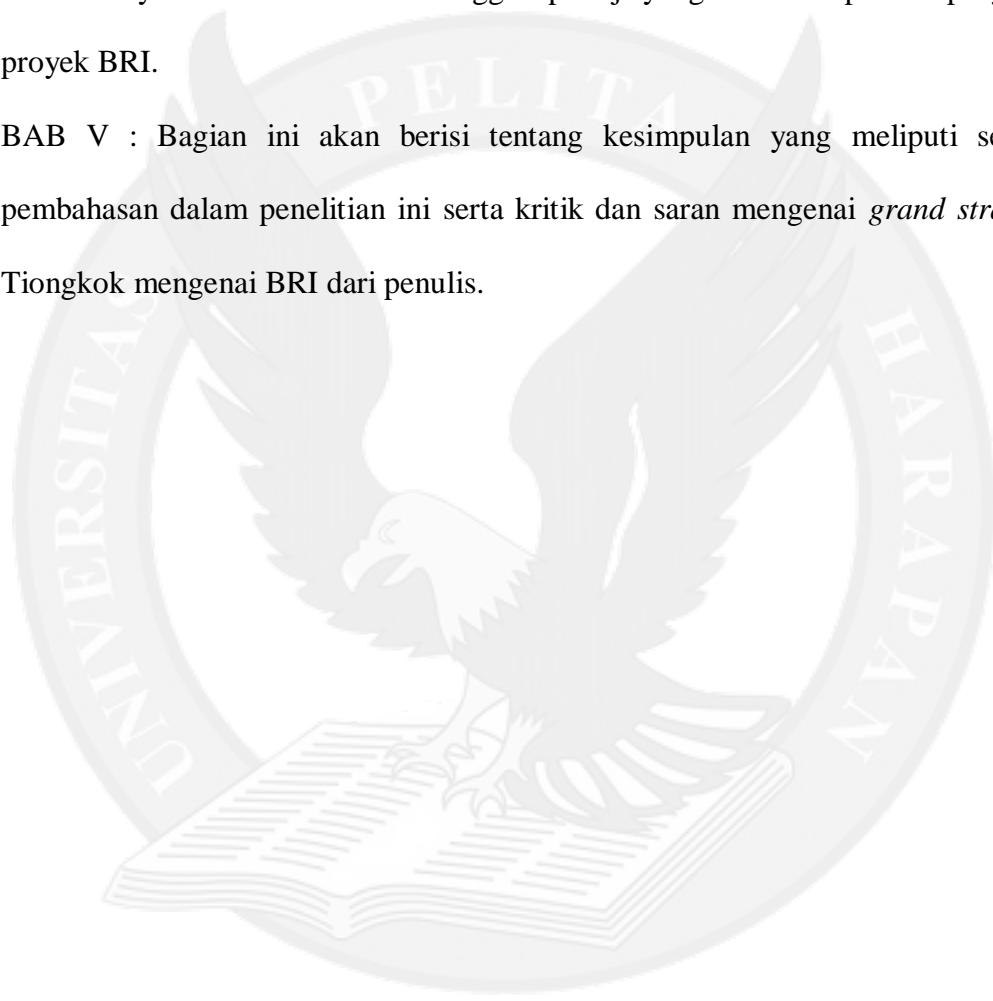 proyek BRI.
BAB V : Bagian ini akan berisi tentang kesimpulan yang meliputi
pembahasan dalam penelitian ini serta kritik dan saran mengenai grand
Tiongkok mengenai BRI dari penulis.
UNIVERSITAS PELITA HARAPAN